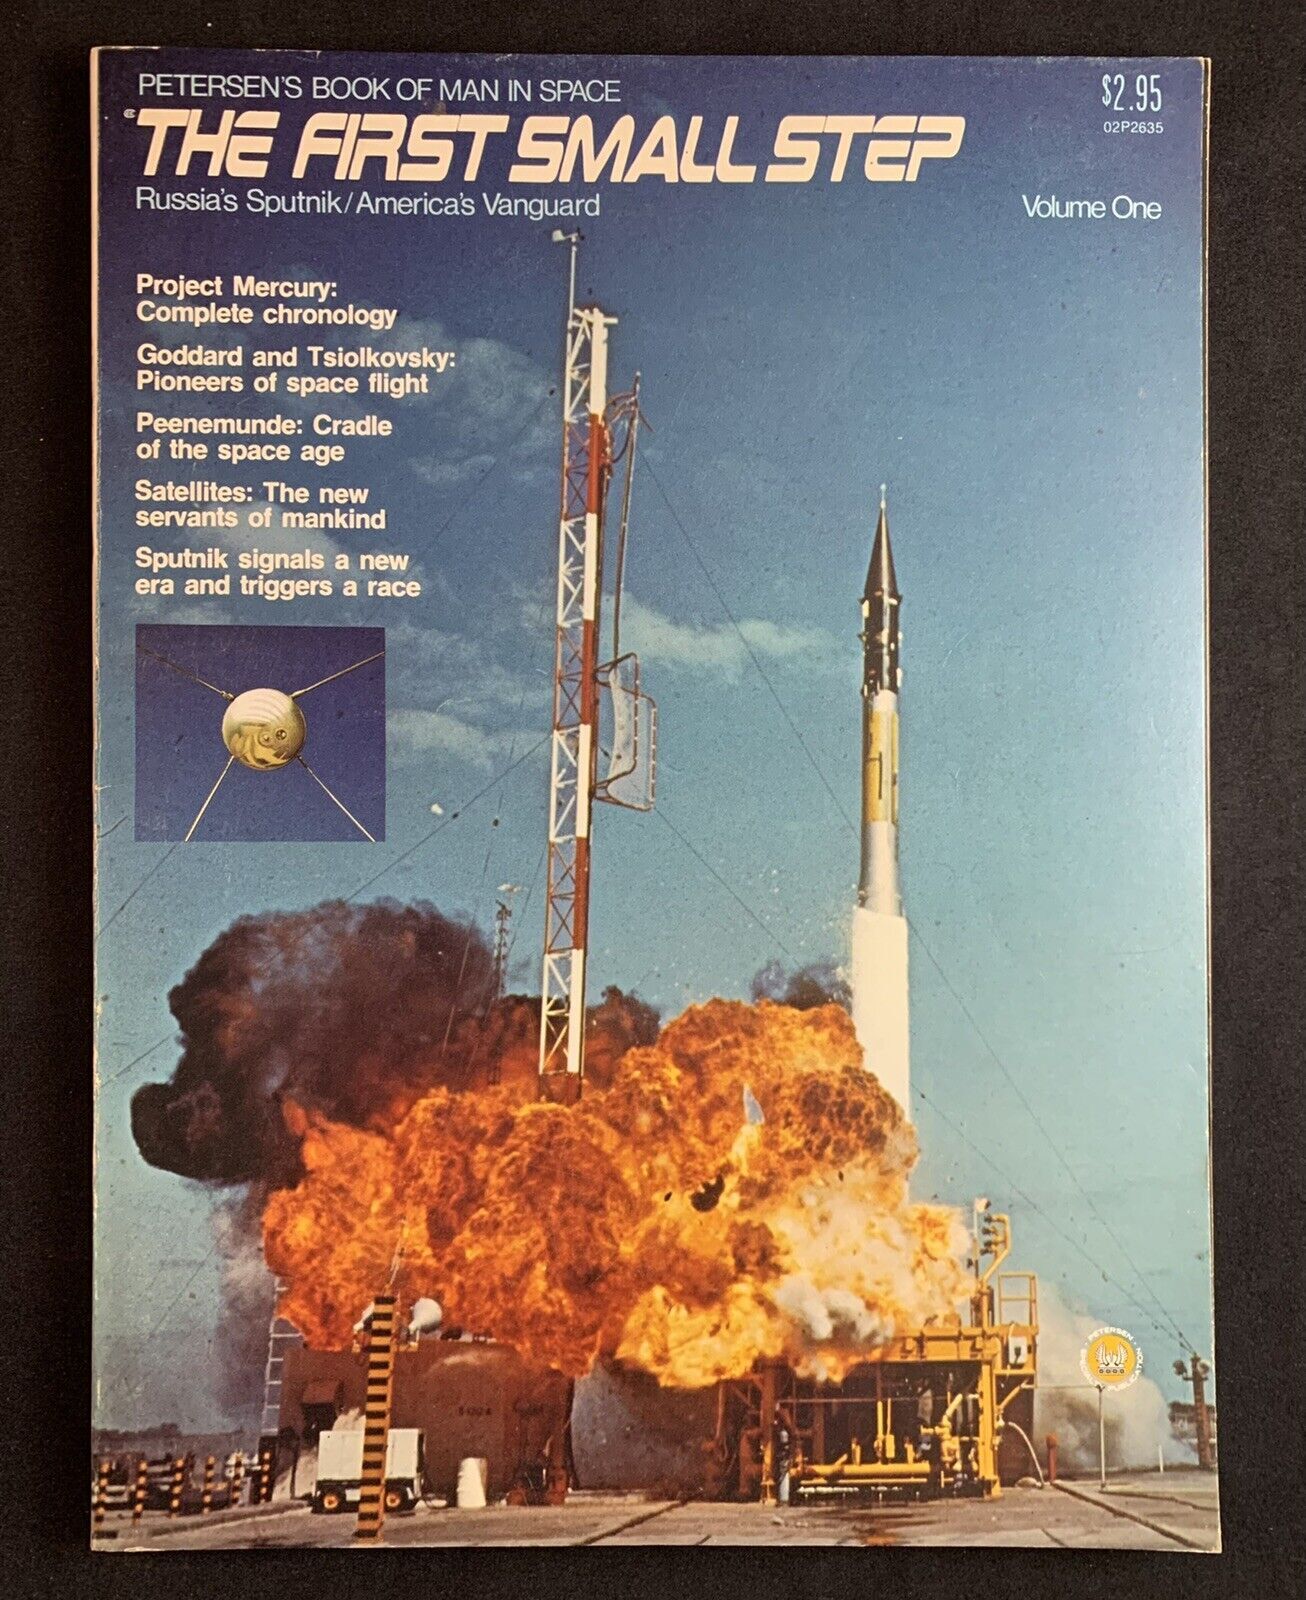 PETERSEN'S BOOK OF MAN IN SPACE
$2.95
02P2635
THE FIRST SMALL STEP
Russia's Sputnik/America's Vanguard
Volume One
Project Mercury:
Complete chronology
Goddard and Tsiolkovsky:
Pioneers of space flight
Peenemunde: Cradle
of the space age
Satellites: The new
servants of mankind
Sputnik signals a new
era and triggers a race
PETERSEN
SPECIALTY PUBLICATION